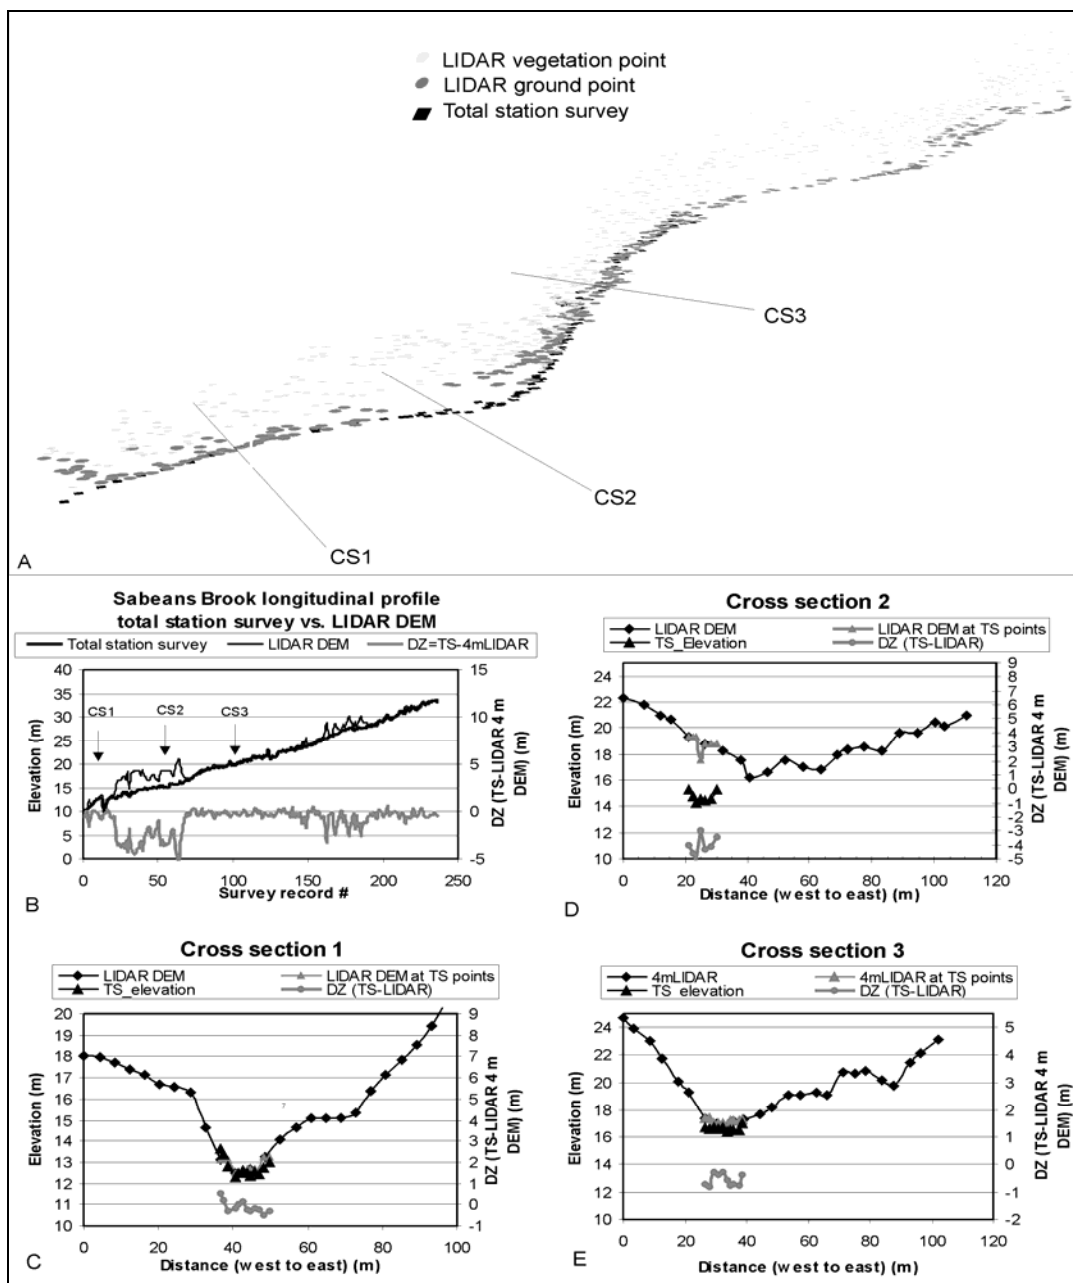 LIDAR vegetation point
LIDAR ground point
Total station survey
CS3
CS2
CS1
A
Sabeans Brook longitudinal profile
total station survey vs. LIDAR DEM
Total station survey LIDAR DEM DZ=TS-4mLIDAR
40 35 30 25 20 15 10 5 0
Elevation (m)
CS1 CS2 CS3
15 10 5 0 -5
DZ (TS-LIDAR 4 m
DEM) (m)
0 50 100 150 200 250
Survey record #
B
Cross section 2
LIDAR DEM LIDAR DEM at TS points
TS_Elevation DZ (TS-LIDAR)
24 22 20 18 16 14 12 10
Elevation (m)
9 8 7 6 5 4 3 2 1 0 -1 -2 -3 -4 -5
DZ (TS-LIDAR 4 m
DEM) (m)
0 20 40 60 80 100 120
Distance (west to east) (m)
D
Cross section 1
LIDAR DEM LIDAR DEM at TS points
TS_elevation DZ (TS-LIDAR)
20 19 18 17 16 15 14 13 12 11 10
Elevation (m)
7
9 8 7 6 5 4 3 2 1 0 -1
DZ (TS-LIDAR 4 m
DEM) (m)
0 20 40 60 80 100
Distance (west to east) (m)
C
Cross section 3
4mLIDAR 4mLIDAR at TS points
TS elevation DZ (TS-LIDAR)
24 22 20 18 16 14 12 10
Elevation (m)
5 4 3 2 1 0 -1 -2
DZ (TS-LIDAR 4 m
DEM) (m)
0 20 40 60 80 100 120
Distance (west to east) (m)
E